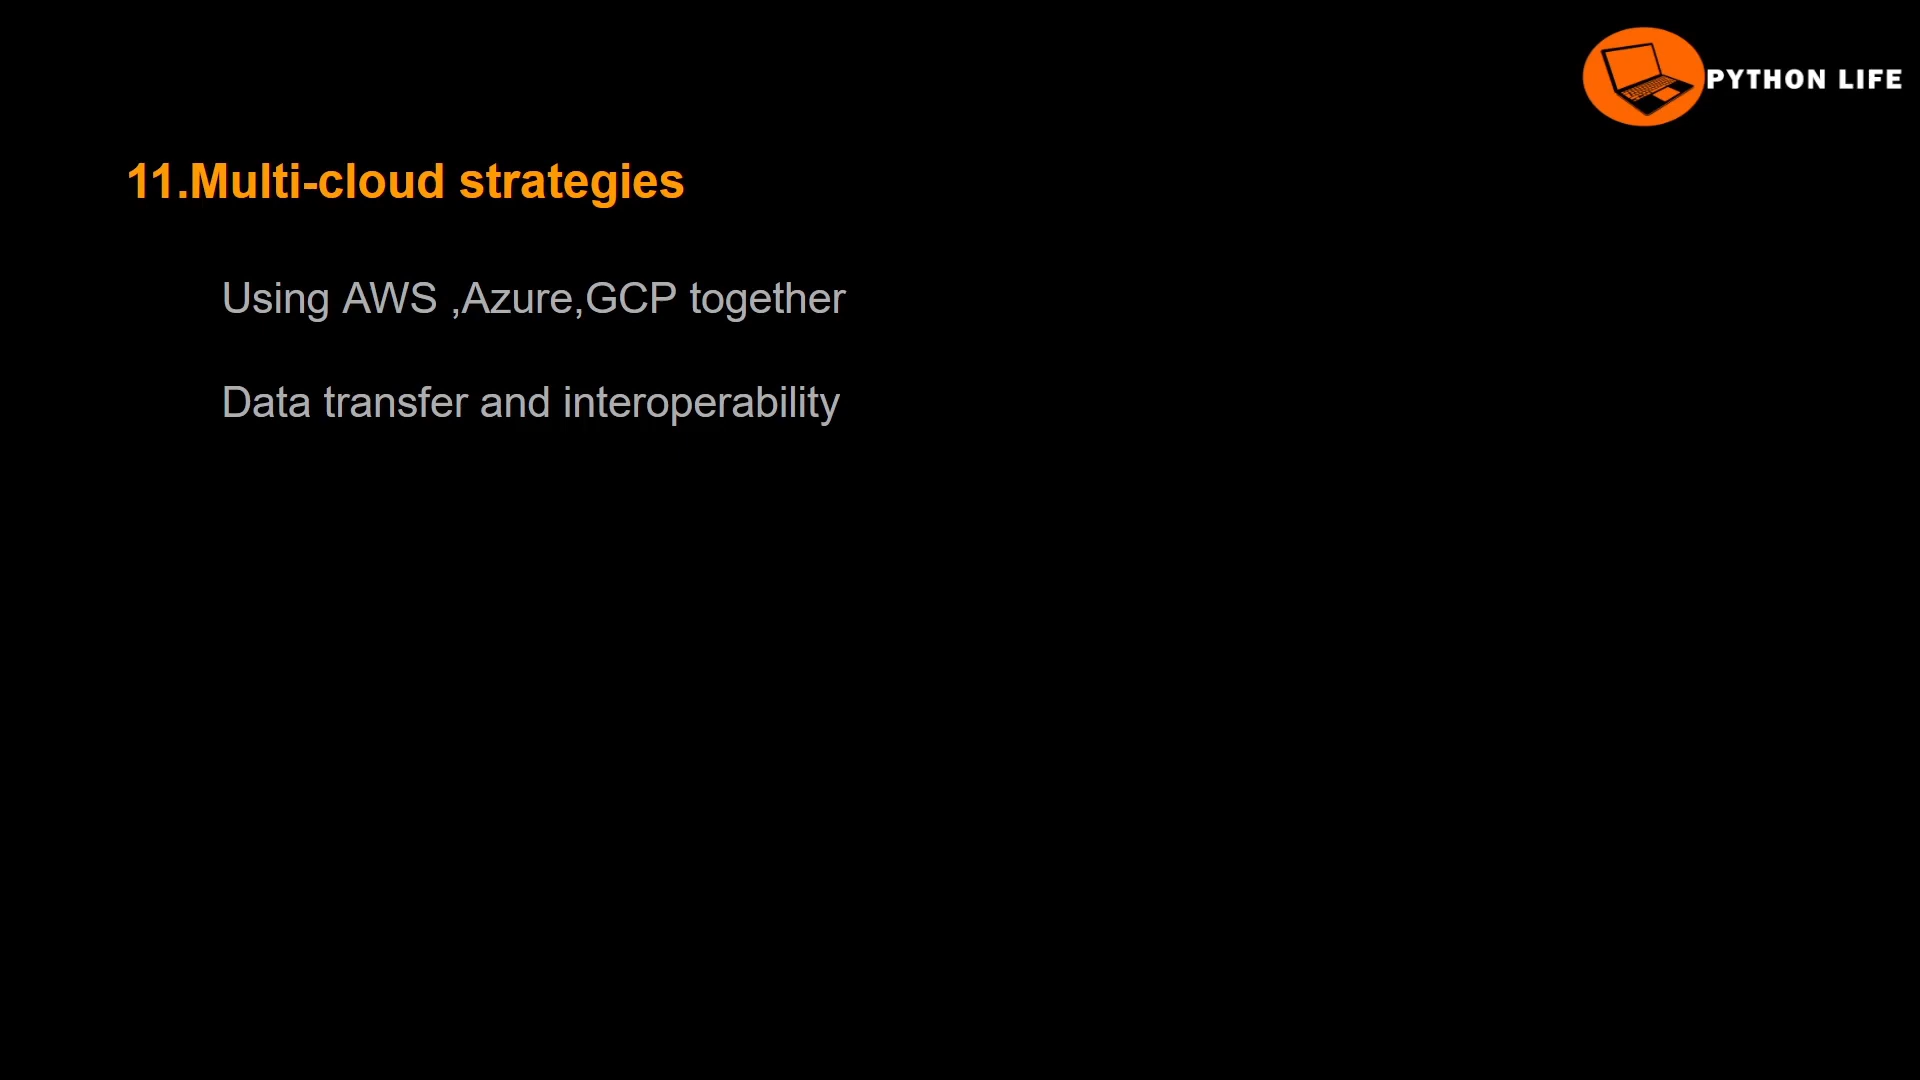 PYTHON LIFE
11.Multi-cloud strategies
Using AWS ,Azure,GCP together
Data transfer and interoperability